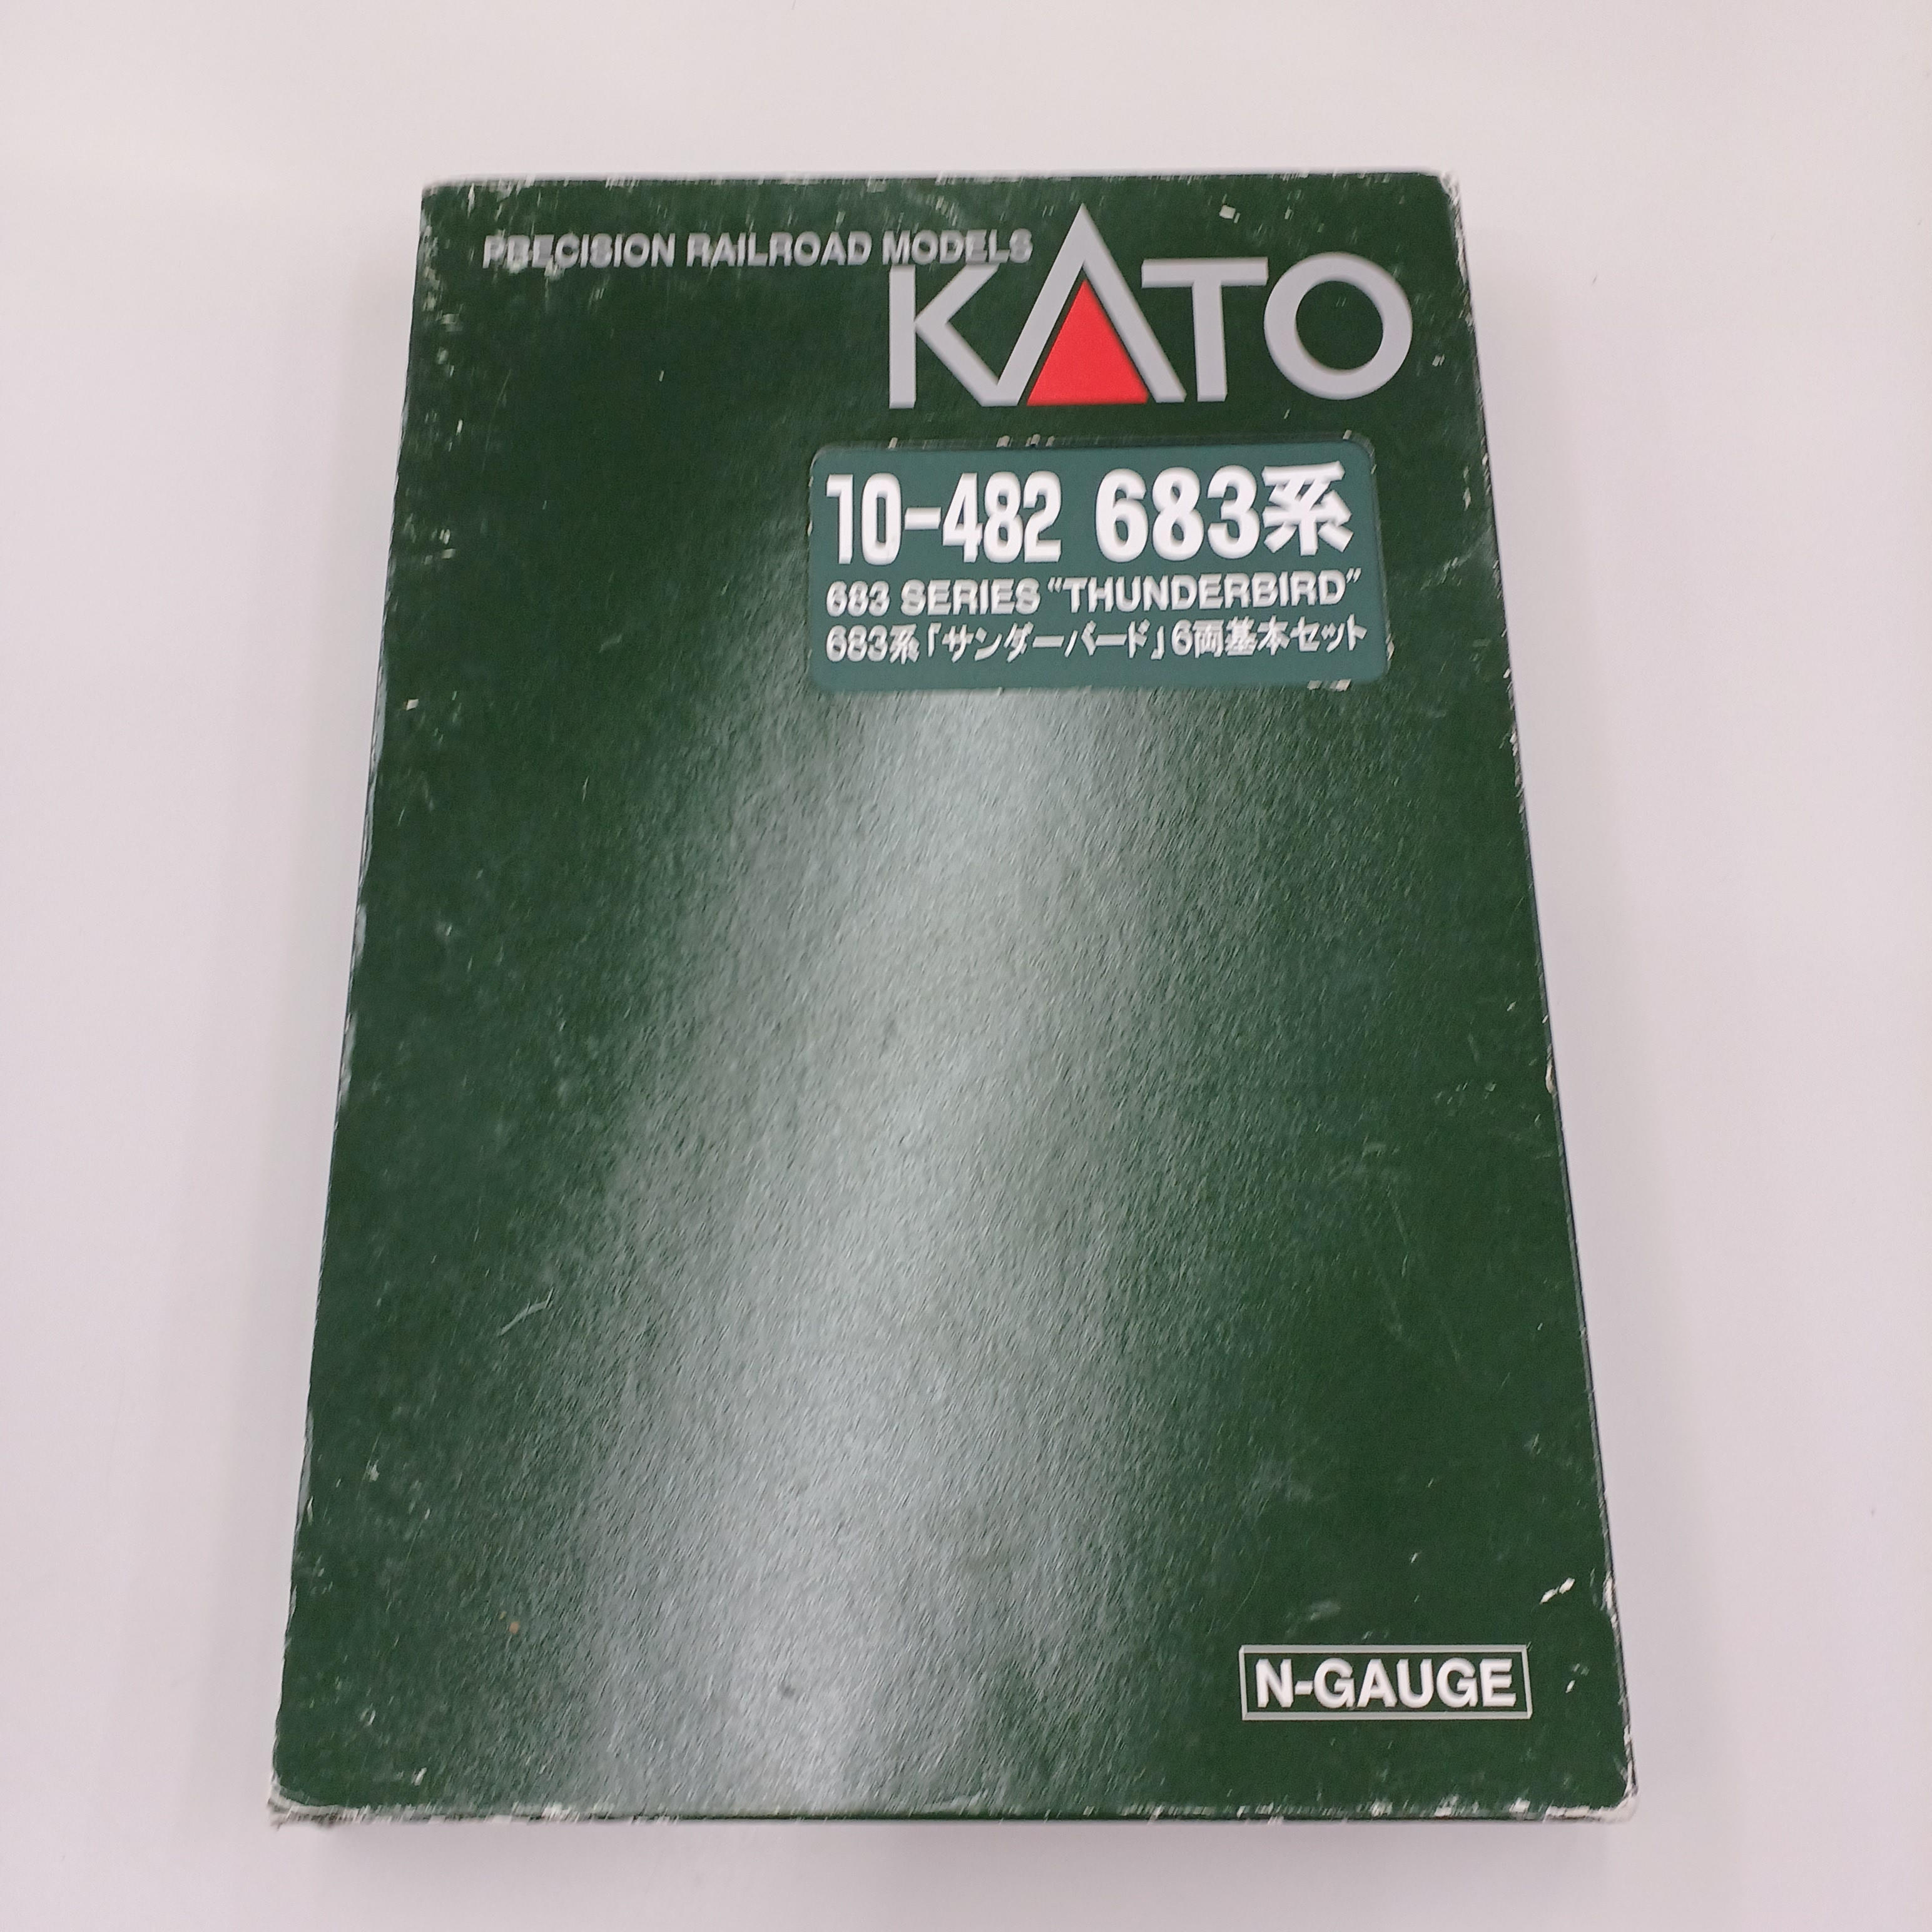 PRECISION RAILROAD MODELS
KATO
10-482 683系
683 SERIES “THUNDERBIRD”
683系「サンダーバード」6両基本セット
N-GAUGE